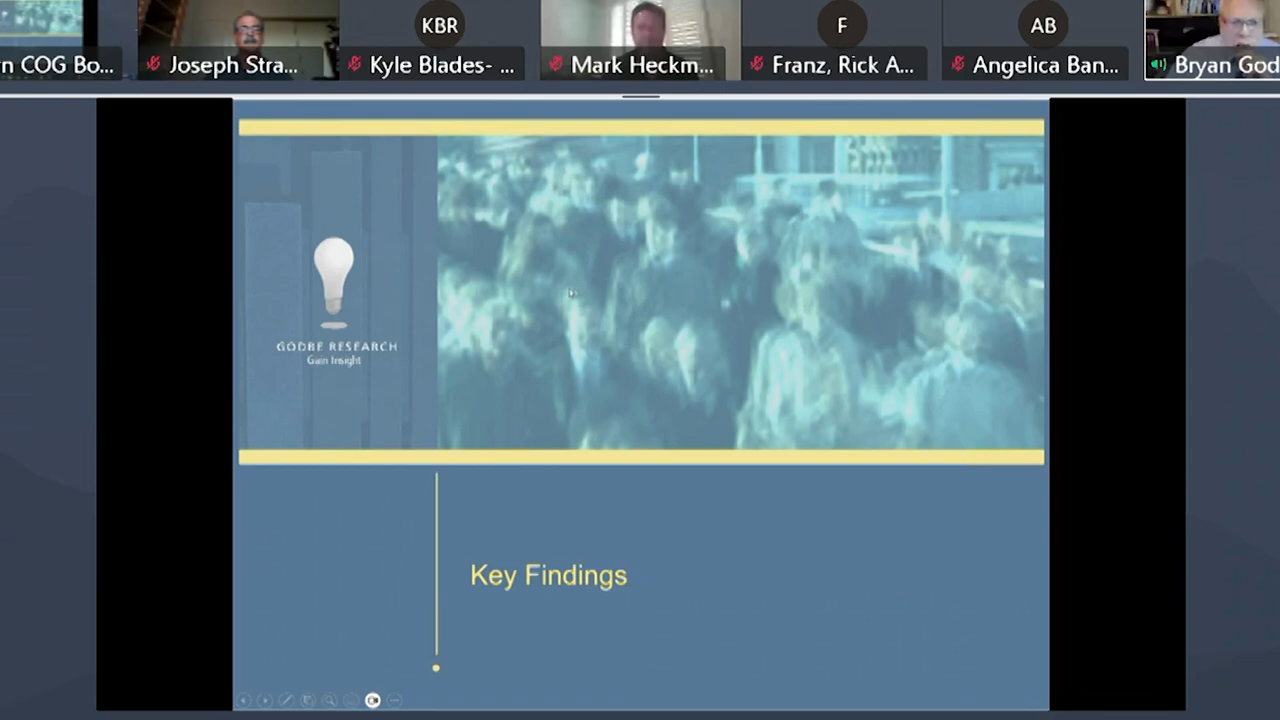 n COG Bo...
Joseph Stra...
KBR
Kyle Blades- ...
Mark Heckm...
F
Franz, Rick A...
AB
Angelica Ban...
Bryan God
GODBE RESEARCH
Gain Insight
Key Findings